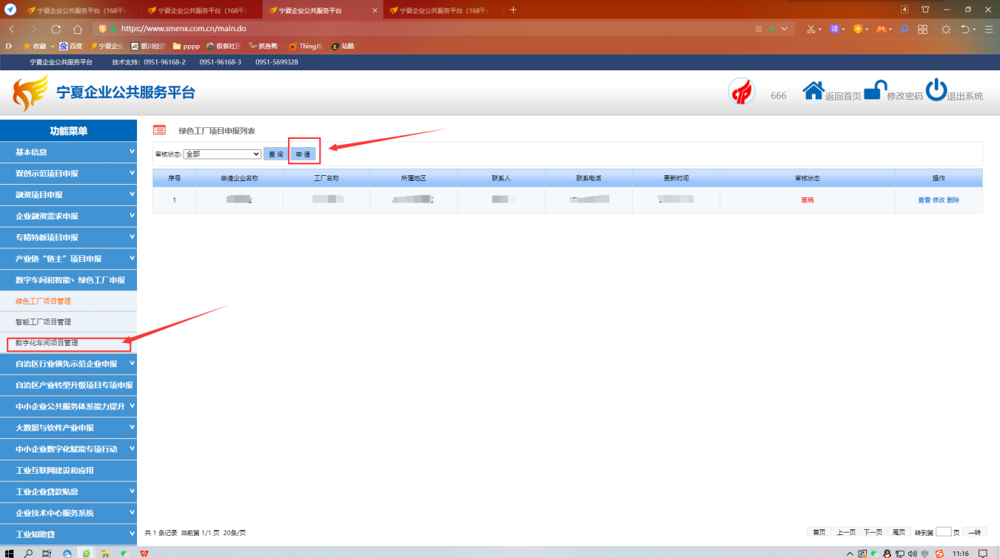 宁夏企业公共服务平台（168平 宁夏企业公共服务平台（168平 宁夏企业公共服务平台 × 宁夏企业公共服务平台（168平 + 4
https://www.smenx.com.cn/main.do
收藏 百度 宁夏企业 银川经济 pppp 极客社区 抓鱼鸭 ThingJS 站酷
宁夏企业公共服务平台 技术支持: 0951-96168-2 0951-96168-3 0951-5699328
宁夏企业公共服务平台 666 返回首页 修改密码 退出系统
功能菜单
基本信息
双创示范项目申报
融资项目申报
企业融资需求申报
专精特新项目申报
产业链“链主”项目申报
数字车间和智能、绿色工厂申报
绿色工厂项目管理
智能工厂项目管理
数字化车间项目管理
自治区行业领先示范企业申报
自治区产业转型升级项目专项申报
中小企业公共服务体系能力提升
大数据与软件产业申报
中小企业数字化赋能专项行动
工业互联网建设和应用
工业企业贷款贴息
企业技术中心服务系统
工业知助贷
绿色工厂项目申报列表
审核状态: 全部 查询 申请
序号 申请企业名称 工厂名称 所属地区 联系人 联系电话 更新时间 审核状态 操作
1 草稿 查看 修改 删除
共 1 条记录 当前第 1/1 页 20条/页 首页 上一页 下一页 尾页 转到第 页 →转
中 11:16